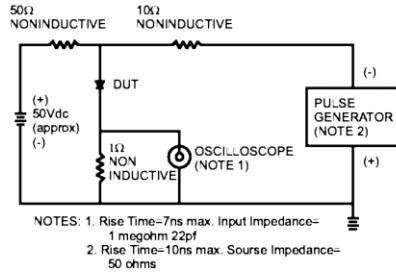 50Ω
NONINDUCTIVE
10Ω
NONINDUCTIVE
(-)
DUT
(+)
50Vdc
(approx)
(-)
PULSE
GENERATOR
(NOTE 2)
1Ω
NON
INDUCTIVE
OSCILLOSCOPE
(NOTE 1)
(+)
NOTES: 1. Rise Time=7ns max. Input Impedance=
1 megohm 22pf
2. Rise Time=10ns max. Sourse Impedance=
50 ohms